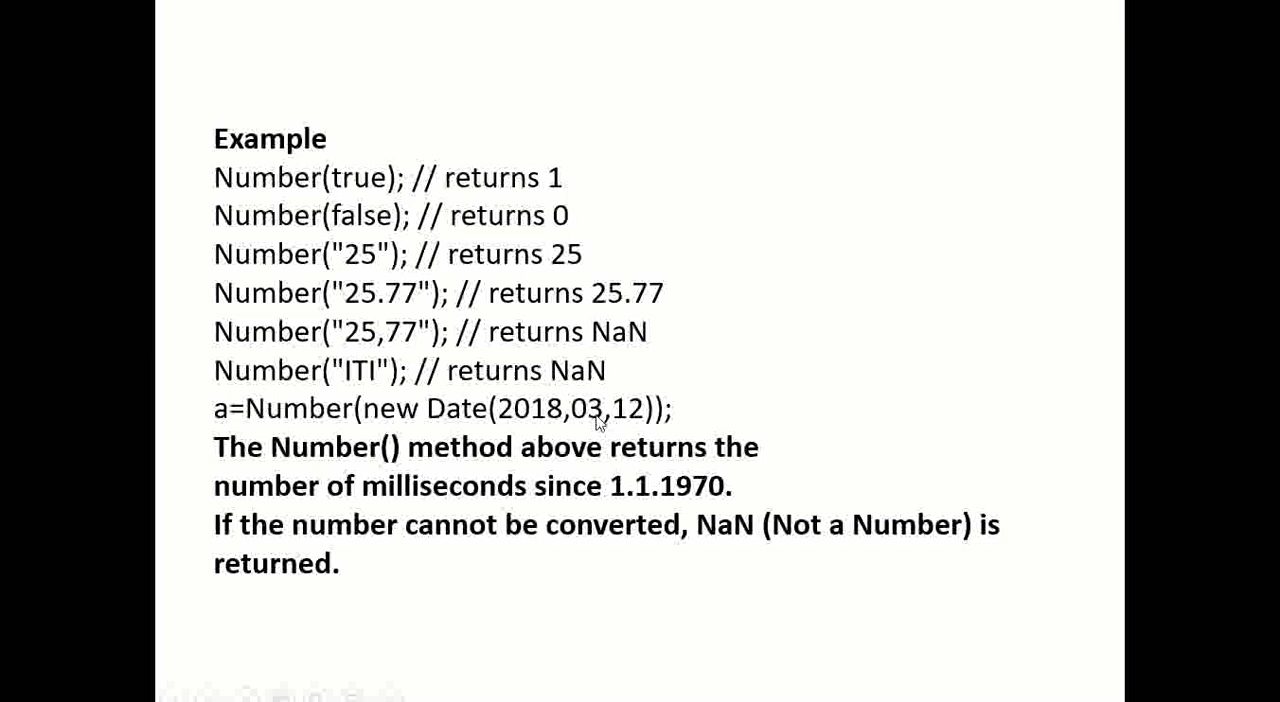 Example
Number(true); // returns 1
Number(false); // returns 0
Number("25"); // returns 25
Number("25.77"); // returns 25.77
Number("25,77"); // returns NaN
Number("ITI"); // returns NaN
a=Number(new Date(2018,03,12));
The Number() method above returns the
number of milliseconds since 1.1.1970.
If the number cannot be converted, NaN (Not a Number) is
returned.